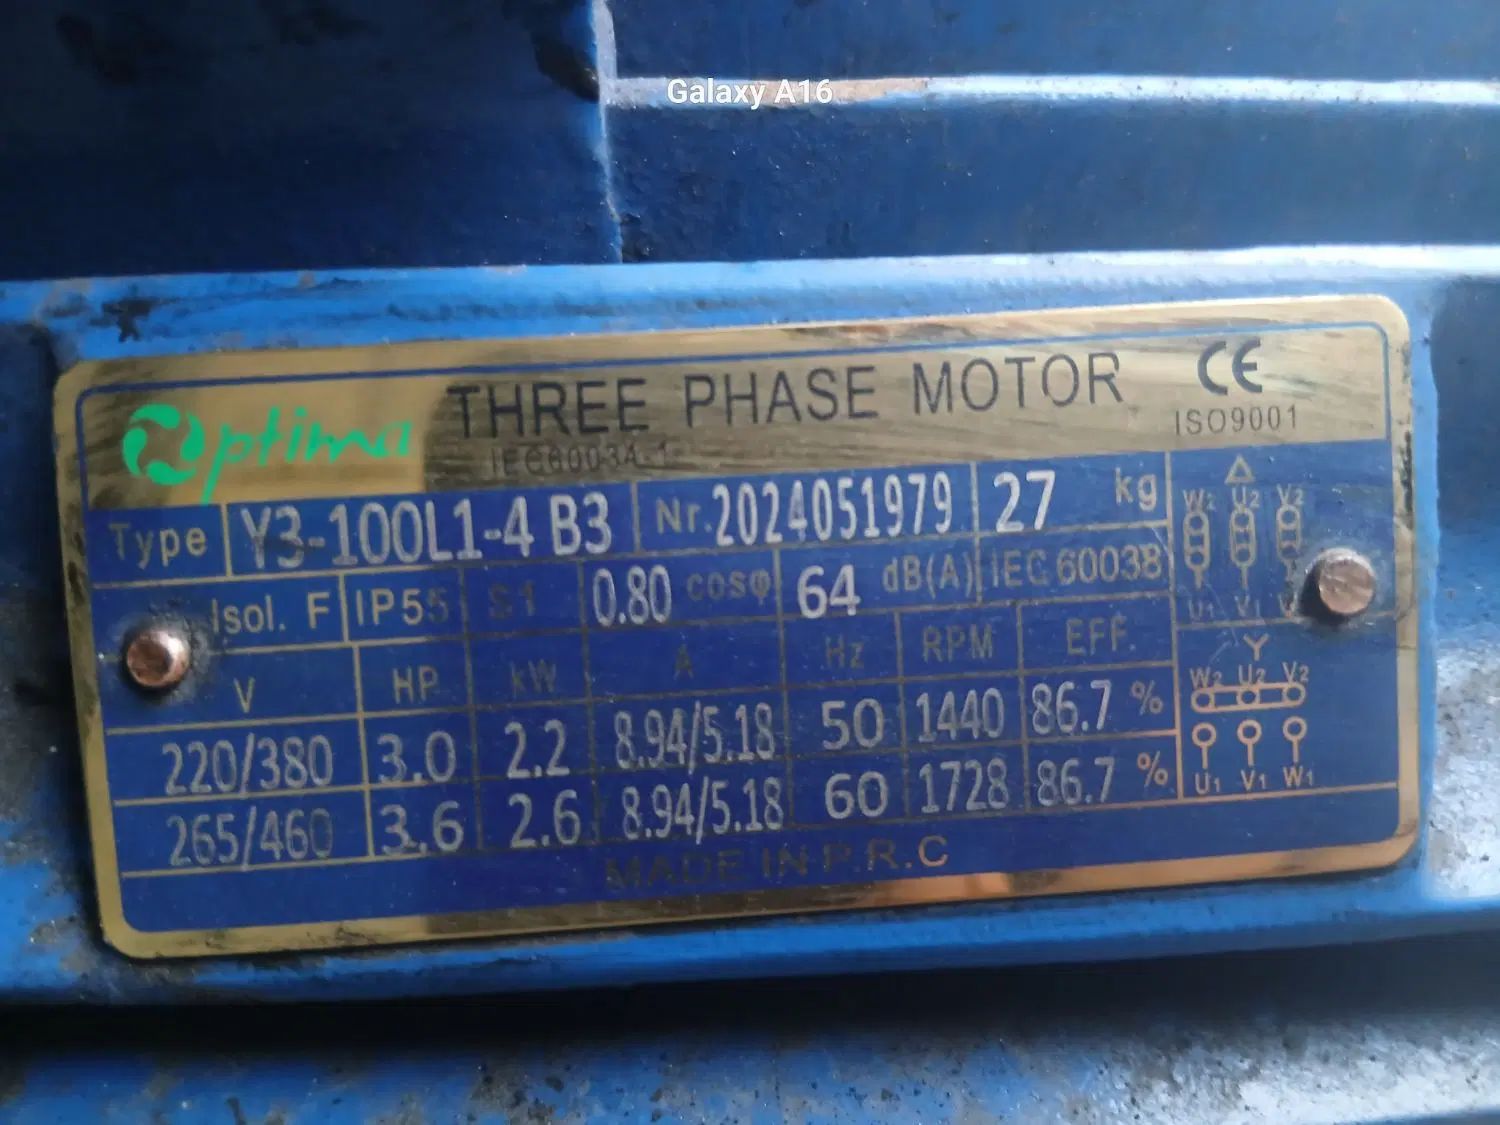 Galaxy A16
Optima THREE PHASE MOTOR CE
IEC60034-1 ISO9001
Type Y3-100L1-4 B3 Nr.2024051979 27 kg
Isol. F IP55 S1 0.80 cosφ 64 dB(A) IEC 60038
V HP kW A Hz RPM EFF.
220/380 3.0 2.2 8.94/5.18 50 1440 86.7 %
265/460 3.6 2.6 8.94/5.18 60 1728 86.7 %
MADE IN P.R.C
Δ
W2 U2 V2
U1 V1
Y
W2 U2 V2
U1 V1 W1